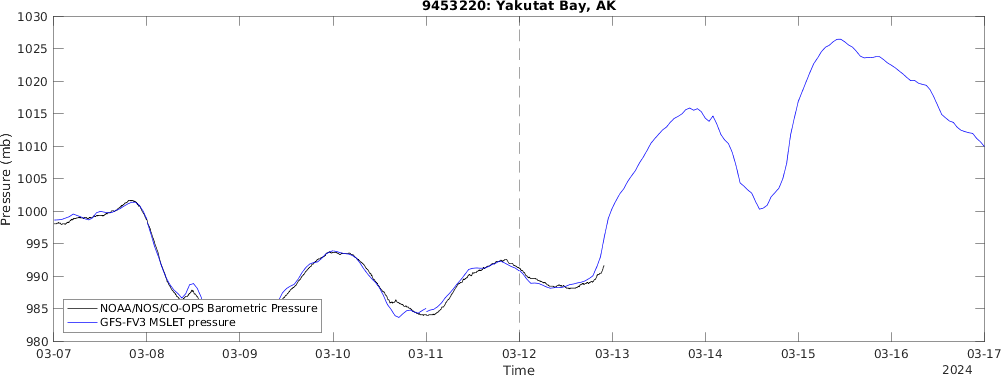 9453220: Yakutat Bay, AK
Pressure (mb)
1030
1025
1020
1015
1010
1005
1000
995
990
985
980
NOAA/NOS/CO-OPS Barometric Pressure
GFS-FV3 MSLET pressure
03-07 03-08 03-09 03-10 03-11 03-12 03-13 03-14 03-15 03-16 03-17
Time
2024